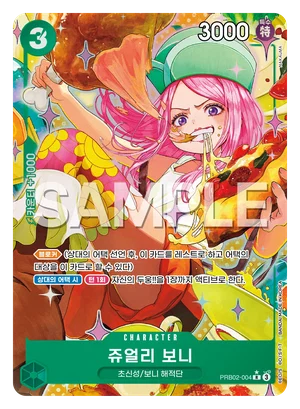 3
3000
특수
特
카운터 +1000
SAMPLE
블로커 (상대의 어택 선언 후, 이 카드를 레스트로 하고 어택의
대상을 이 카드로 할 수 있다)
상대의 어택 시 턴 1회 자신의 두웅!!을 1장까지 액티브로 한다.
CHARACTER
쥬얼리 보니
초신성/보니 해적단
PRB02-004 R 3